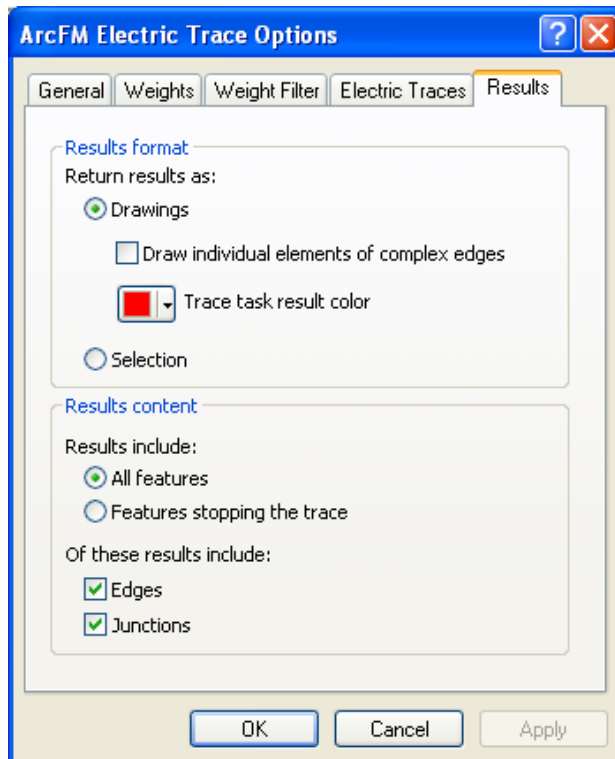 ArcFM Electric Trace Options
General Weights Weight Filter Electric Traces Results
Results format
Return results as:
Drawings
Draw individual elements of complex edges
Trace task result color
Selection
Results content
Results include:
All features
Features stopping the trace
Of these results include:
Edges
Junctions
OK Cancel Apply